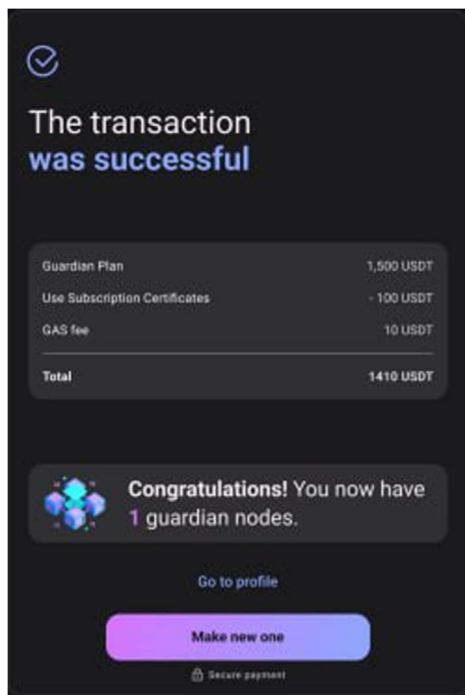 The transaction
was successful
Guardian Plan 1,500 USDT
Use Subscription Certificates - 100 USDT
GAS fee 10 USDT
Total 1410 USDT
Congratulations! You now have
1 guardian nodes.
Go to profile
Make new one
Secure payment